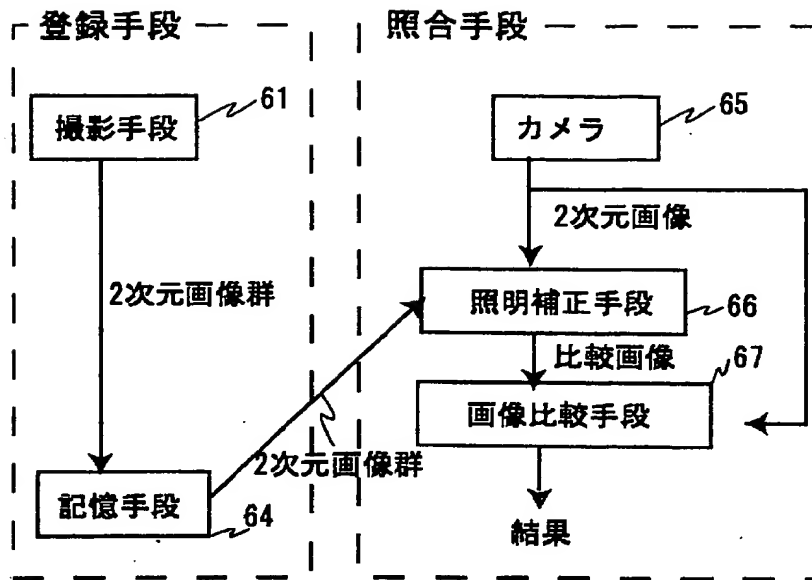 登録手段
撮影手段
61
2次元画像群
記憶手段
64
2次元画像群
照合手段
カメラ
65
2次元画像
照明補正手段
66
比較画像
67
画像比較手段
結果